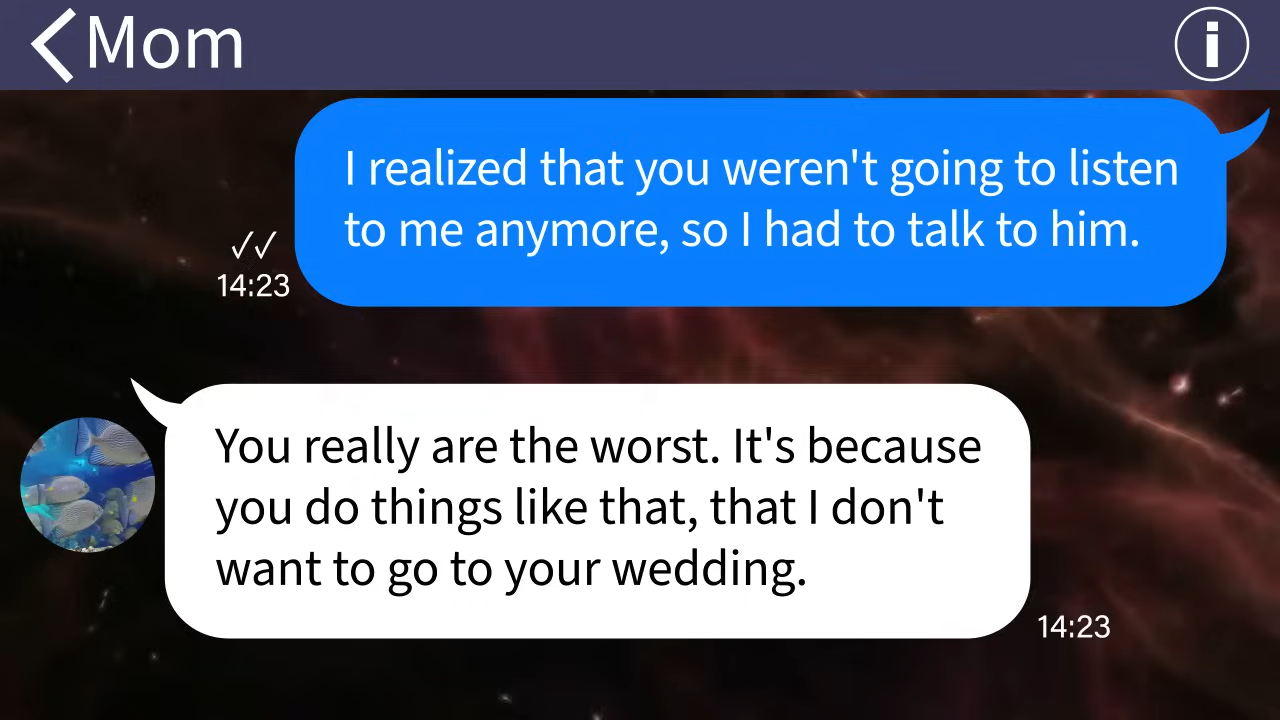 Mom
I realized that you weren't going to listen
to me anymore, so I had to talk to him.
✓✓
14:23
You really are the worst. It's because
you do things like that, that I don't
want to go to your wedding.
14:23